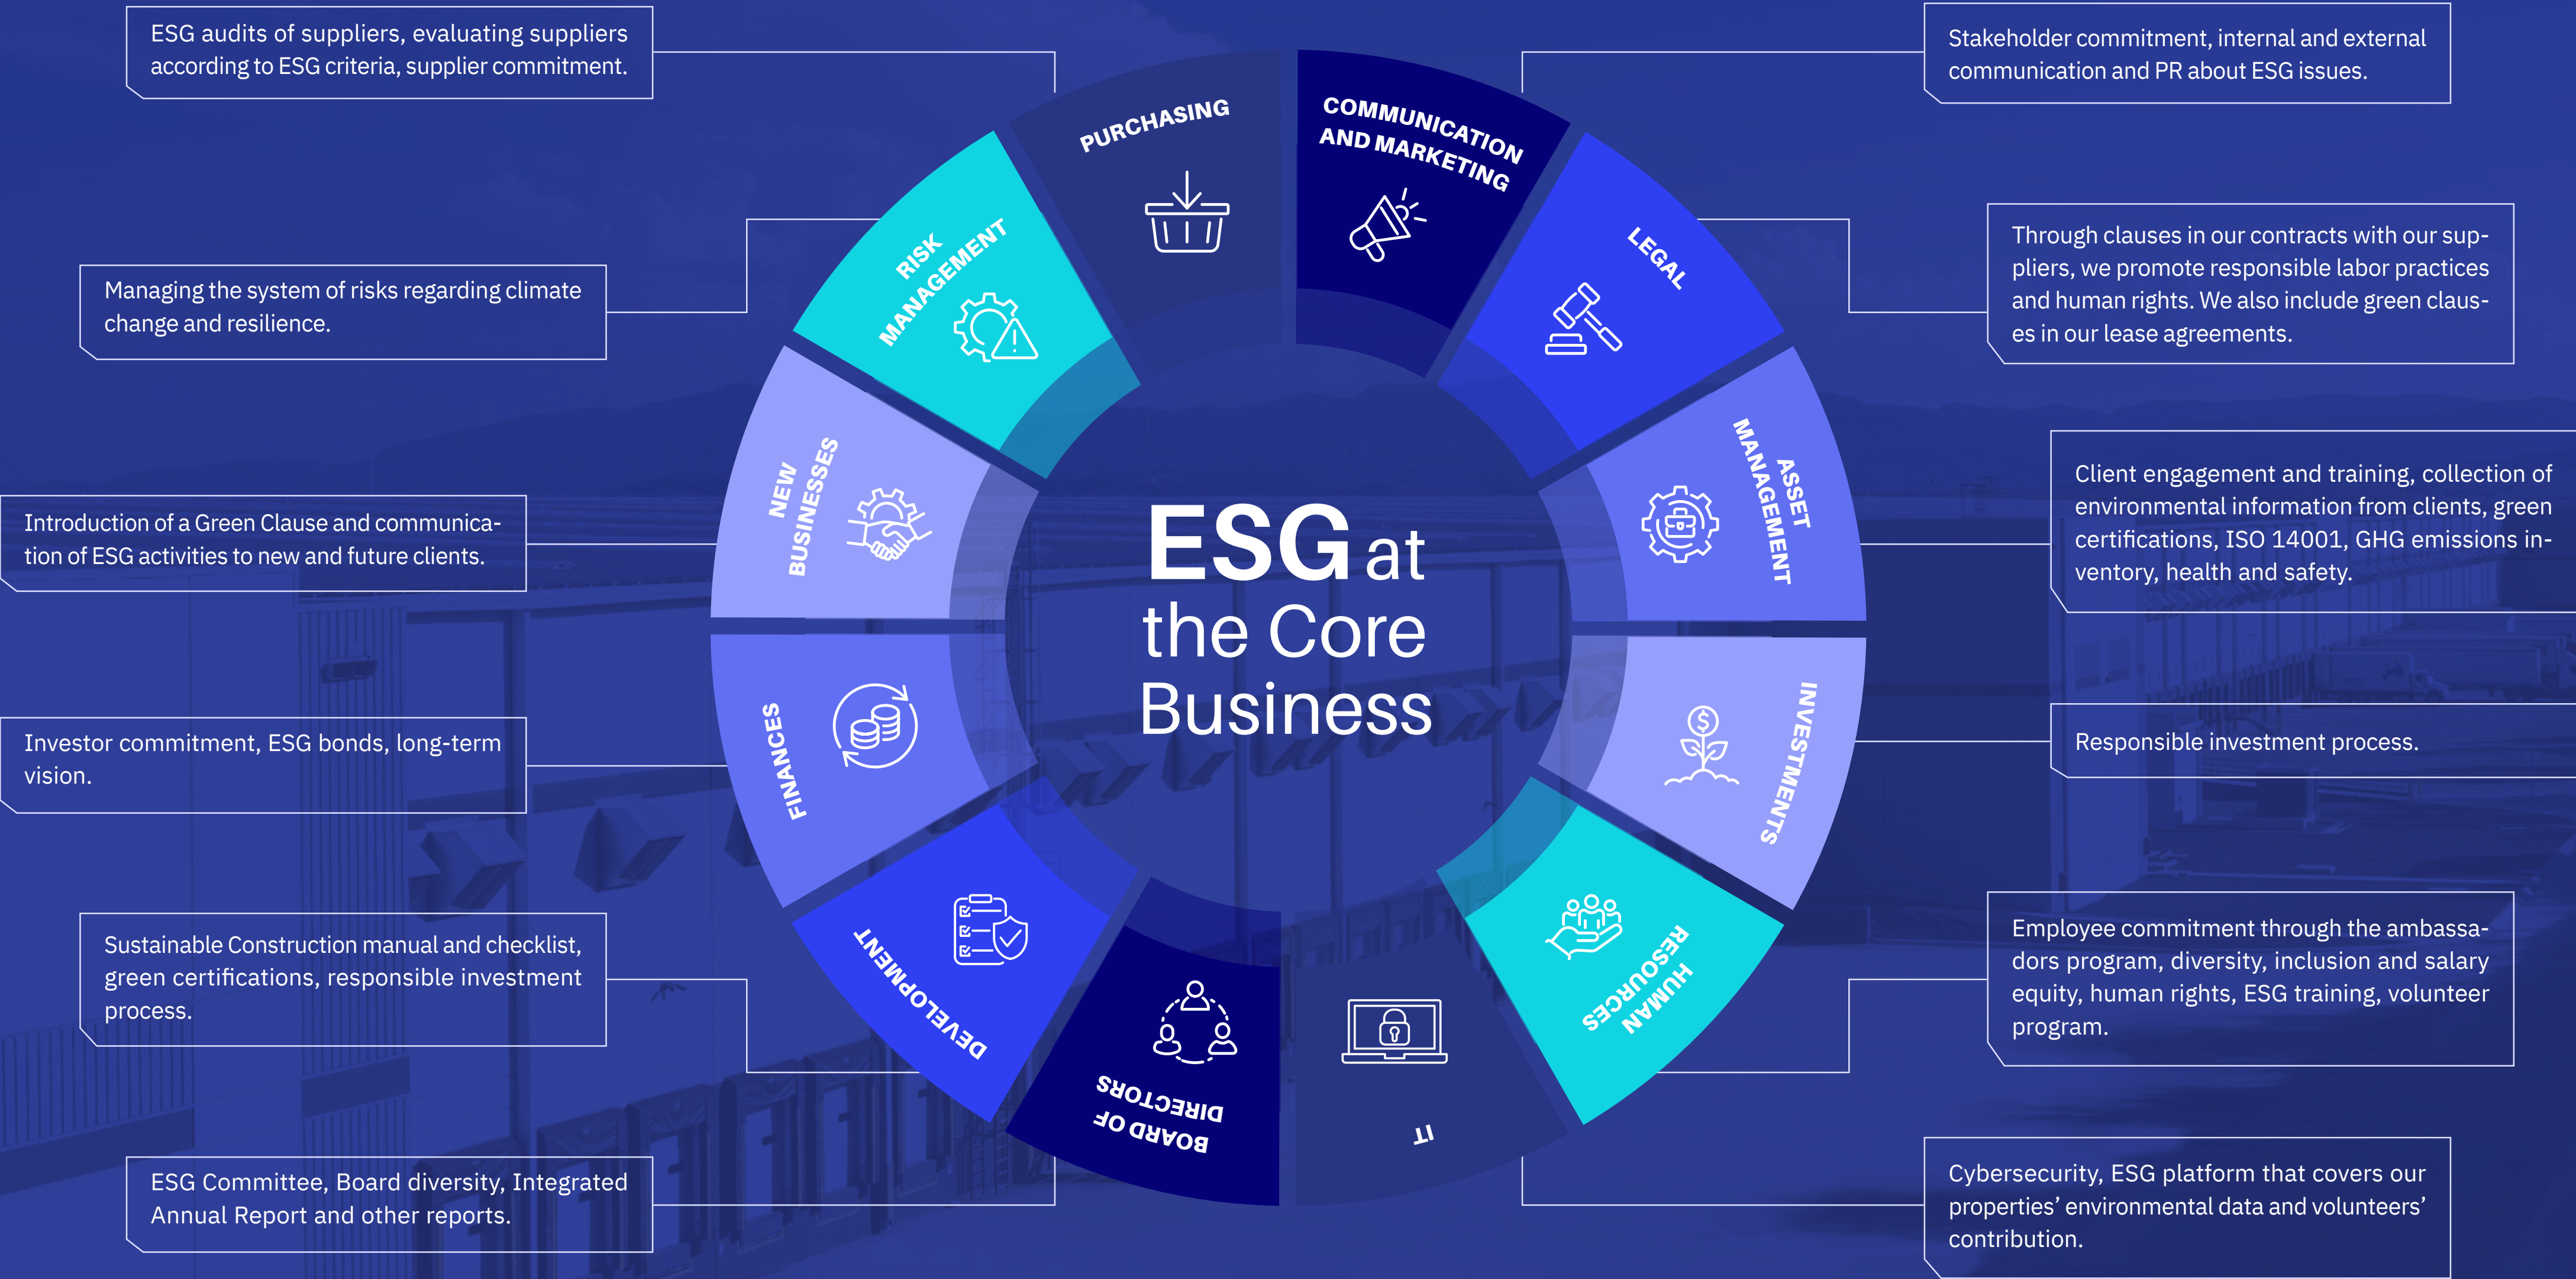 ESG audits of suppliers, evaluating suppliers
according to ESG criteria, supplier commitment.
PURCHASING
COMMUNICATION
AND MARKETING
Stakeholder commitment, internal and external
communication and PR about ESG issues.
Managing the system of risks regarding climate
change and resilience.
RISK
MANAGEMENT
LEGAL
Through clauses in our contracts with our sup-
pliers, we promote responsible labor practices
and human rights. We also include green claus-
es in our lease agreements.
Introduction of a Green Clause and communica-
tion of ESG activities to new and future clients.
NEW
BUSINESSES
ASSET
MANAGEMENT
Client engagement and training, collection of
environmental information from clients, green
certifications, ISO 14001, GHG emissions in-
ventory, health and safety.
ESG at
the Core
Business
Investor commitment, ESG bonds, long-term
vision.
FINANCES
INVESTMENTS
Responsible investment process.
Sustainable Construction manual and checklist,
green certifications, responsible investment
process.
DEVELOPMENT
HUMAN
RESOURCES
Employee commitment through the ambassa-
dors program, diversity, inclusion and salary
equity, human rights, ESG training, volunteer
program.
ESG Committee, Board diversity, Integrated
Annual Report and other reports.
BOARD OF
DIRECTORS
IT
Cybersecurity, ESG platform that covers our
properties’ environmental data and volunteers’
contribution.